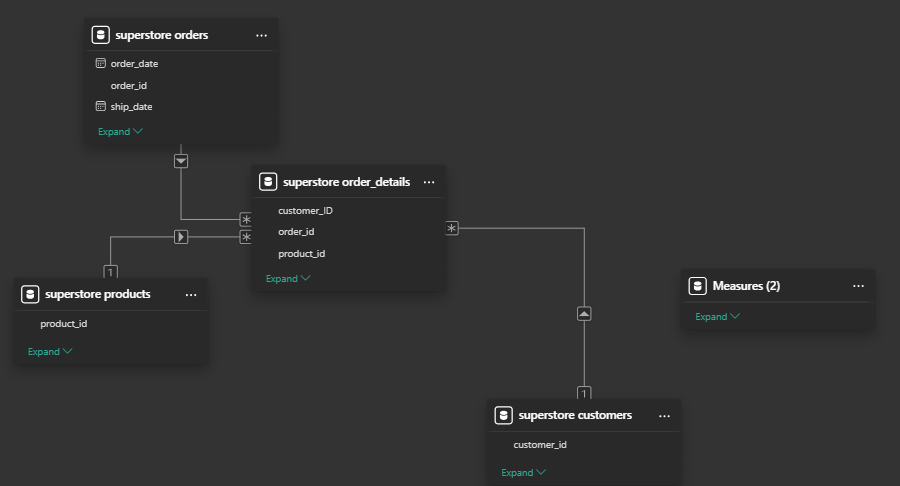 superstore orders
order_date
order_id
ship_date
Expand
superstore order_details
customer_ID
order_id
product_id
Expand
*
*
*
1
superstore products
product_id
Expand
Measures (2)
Expand
1
superstore customers
customer_id
Expand